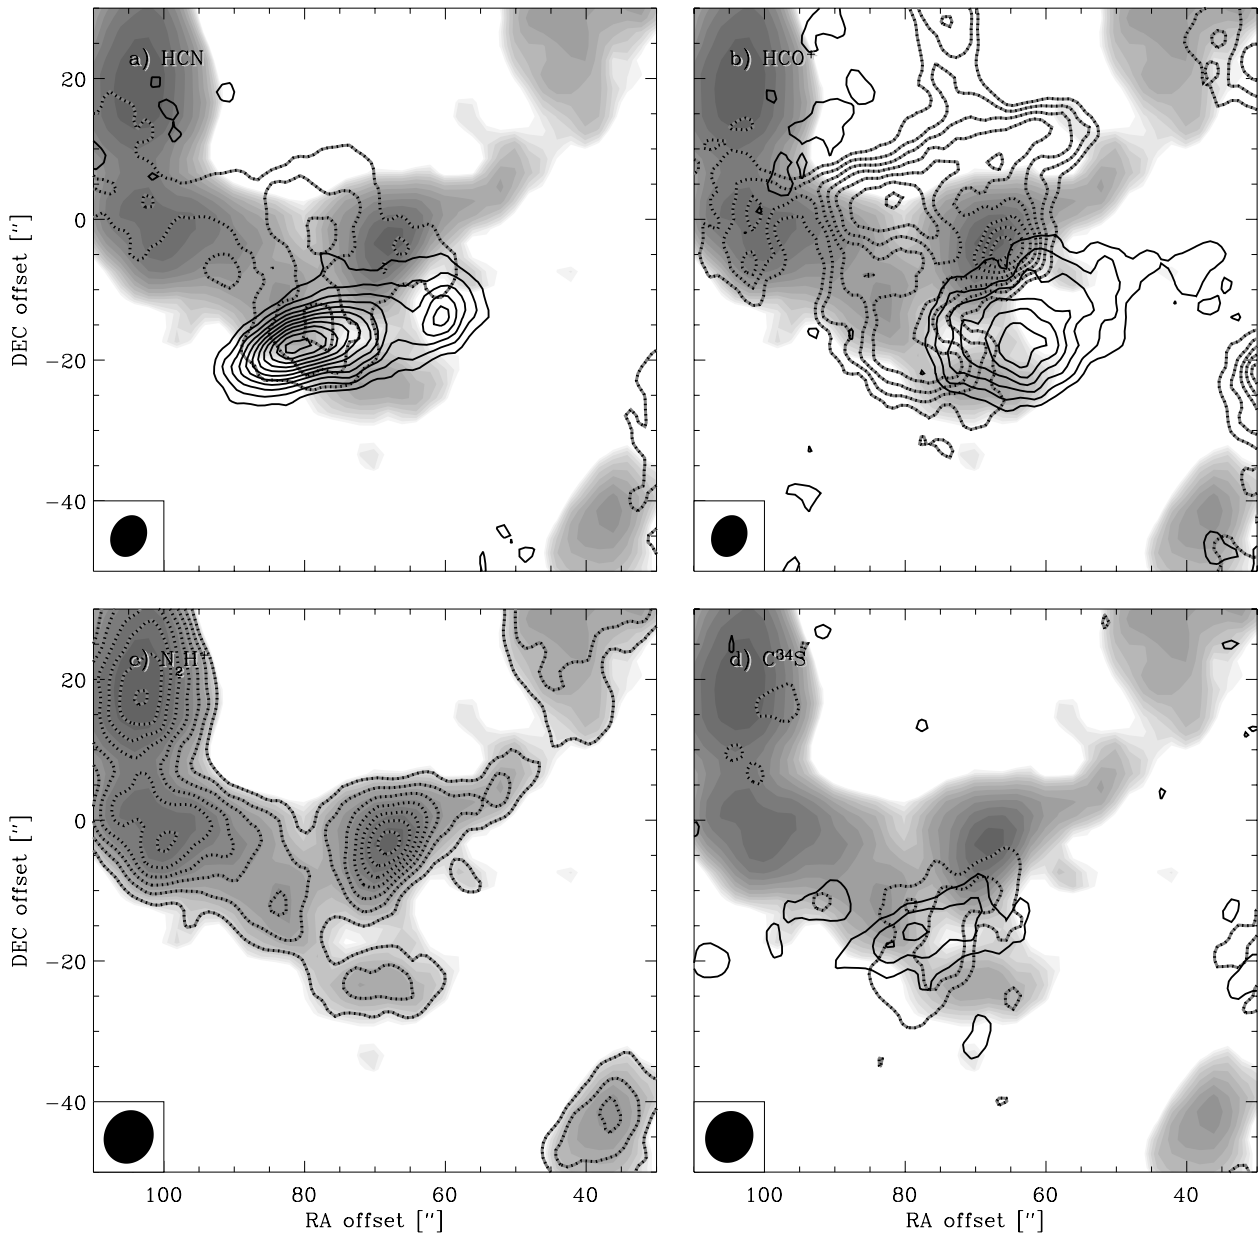 a) HCN
b) HCO⁺
20
0
−20
−40
DEC offset ["]
c) N₂H⁺
d) C³⁴S
20
0
−20
−40
DEC offset ["]
100 80 60 40
100 80 60 40
RA offset ["]
RA offset ["]